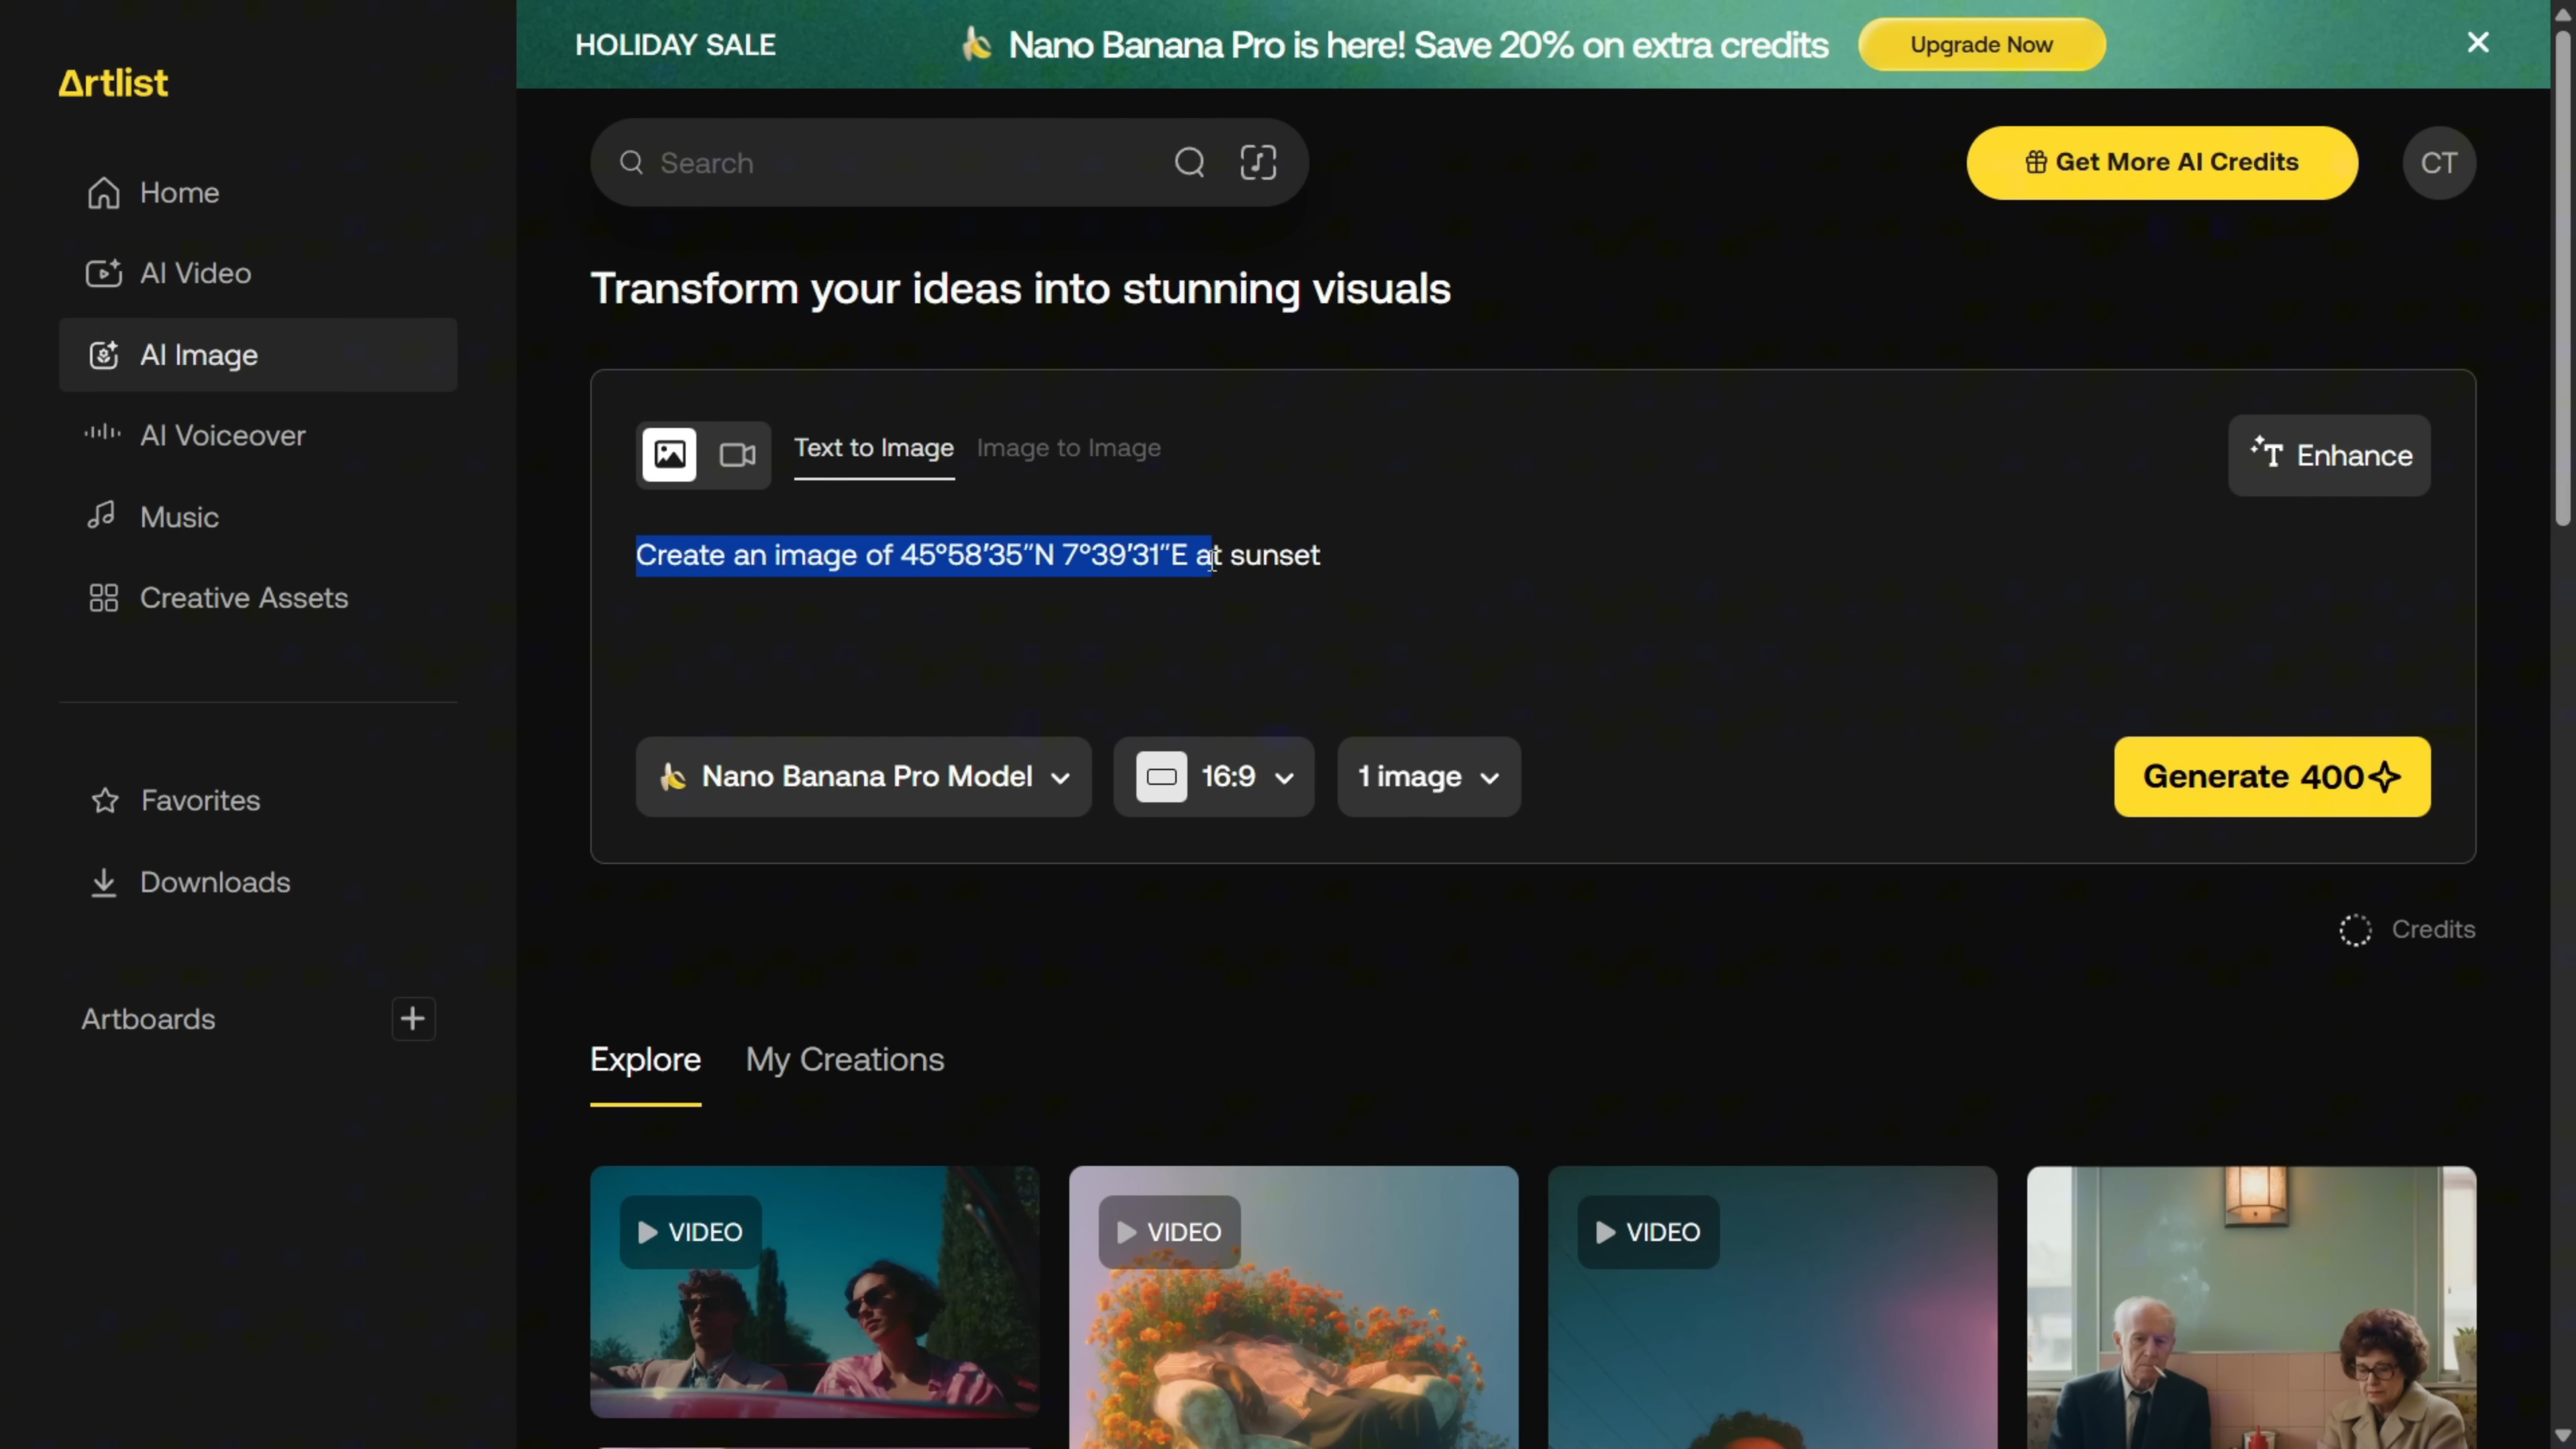 Artlist
Home
AI Video
AI Image
AI Voiceover
Music
Creative Assets
Favorites
Downloads
Artboards
HOLIDAY SALE
Nano Banana Pro is here! Save 20% on extra credits
Upgrade Now
Search
Get More AI Credits
CT
Transform your ideas into stunning visuals
Text to Image
Image to Image
Enhance
Create an image of 45°58′35″N 7°39′31″E at sunset
Nano Banana Pro Model
16:9
1 image
Generate 400
Credits
Explore
My Creations
VIDEO
VIDEO
VIDEO